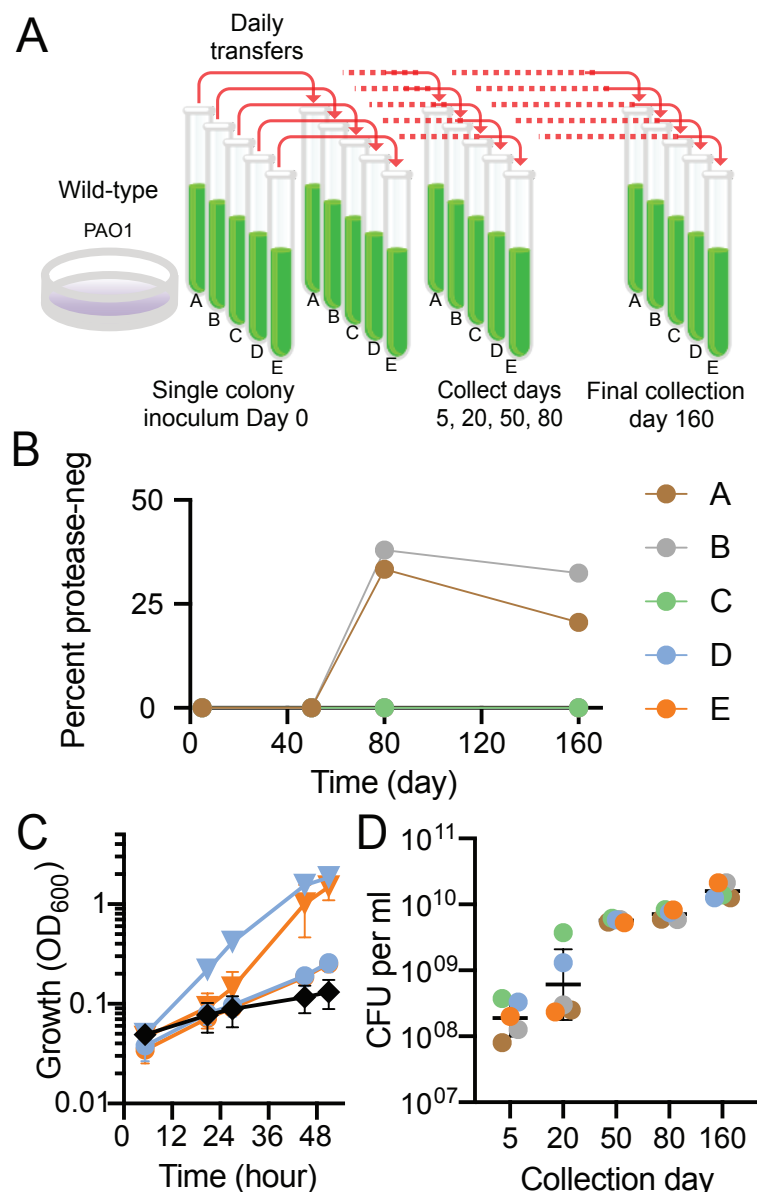 A
Daily
transfers
Wild-type
PAO1
A
B
C
D
E
A
B
C
D
E
A
B
C
D
E
A
B
C
D
E
Single colony
inoculum Day 0
Collect days
5, 20, 50, 80
Final collection
day 160
B
Percent protease-neg
50
25
0
0
40
80
120
160
Time (day)
A
B
C
D
E
C
Growth (OD600)
1
0.1
0.01
0
12
24
36
48
Time (hour)
D
CFU per ml
10^11
10^10
10^09
10^08
10^07
5
20
50
80
160
Collection day